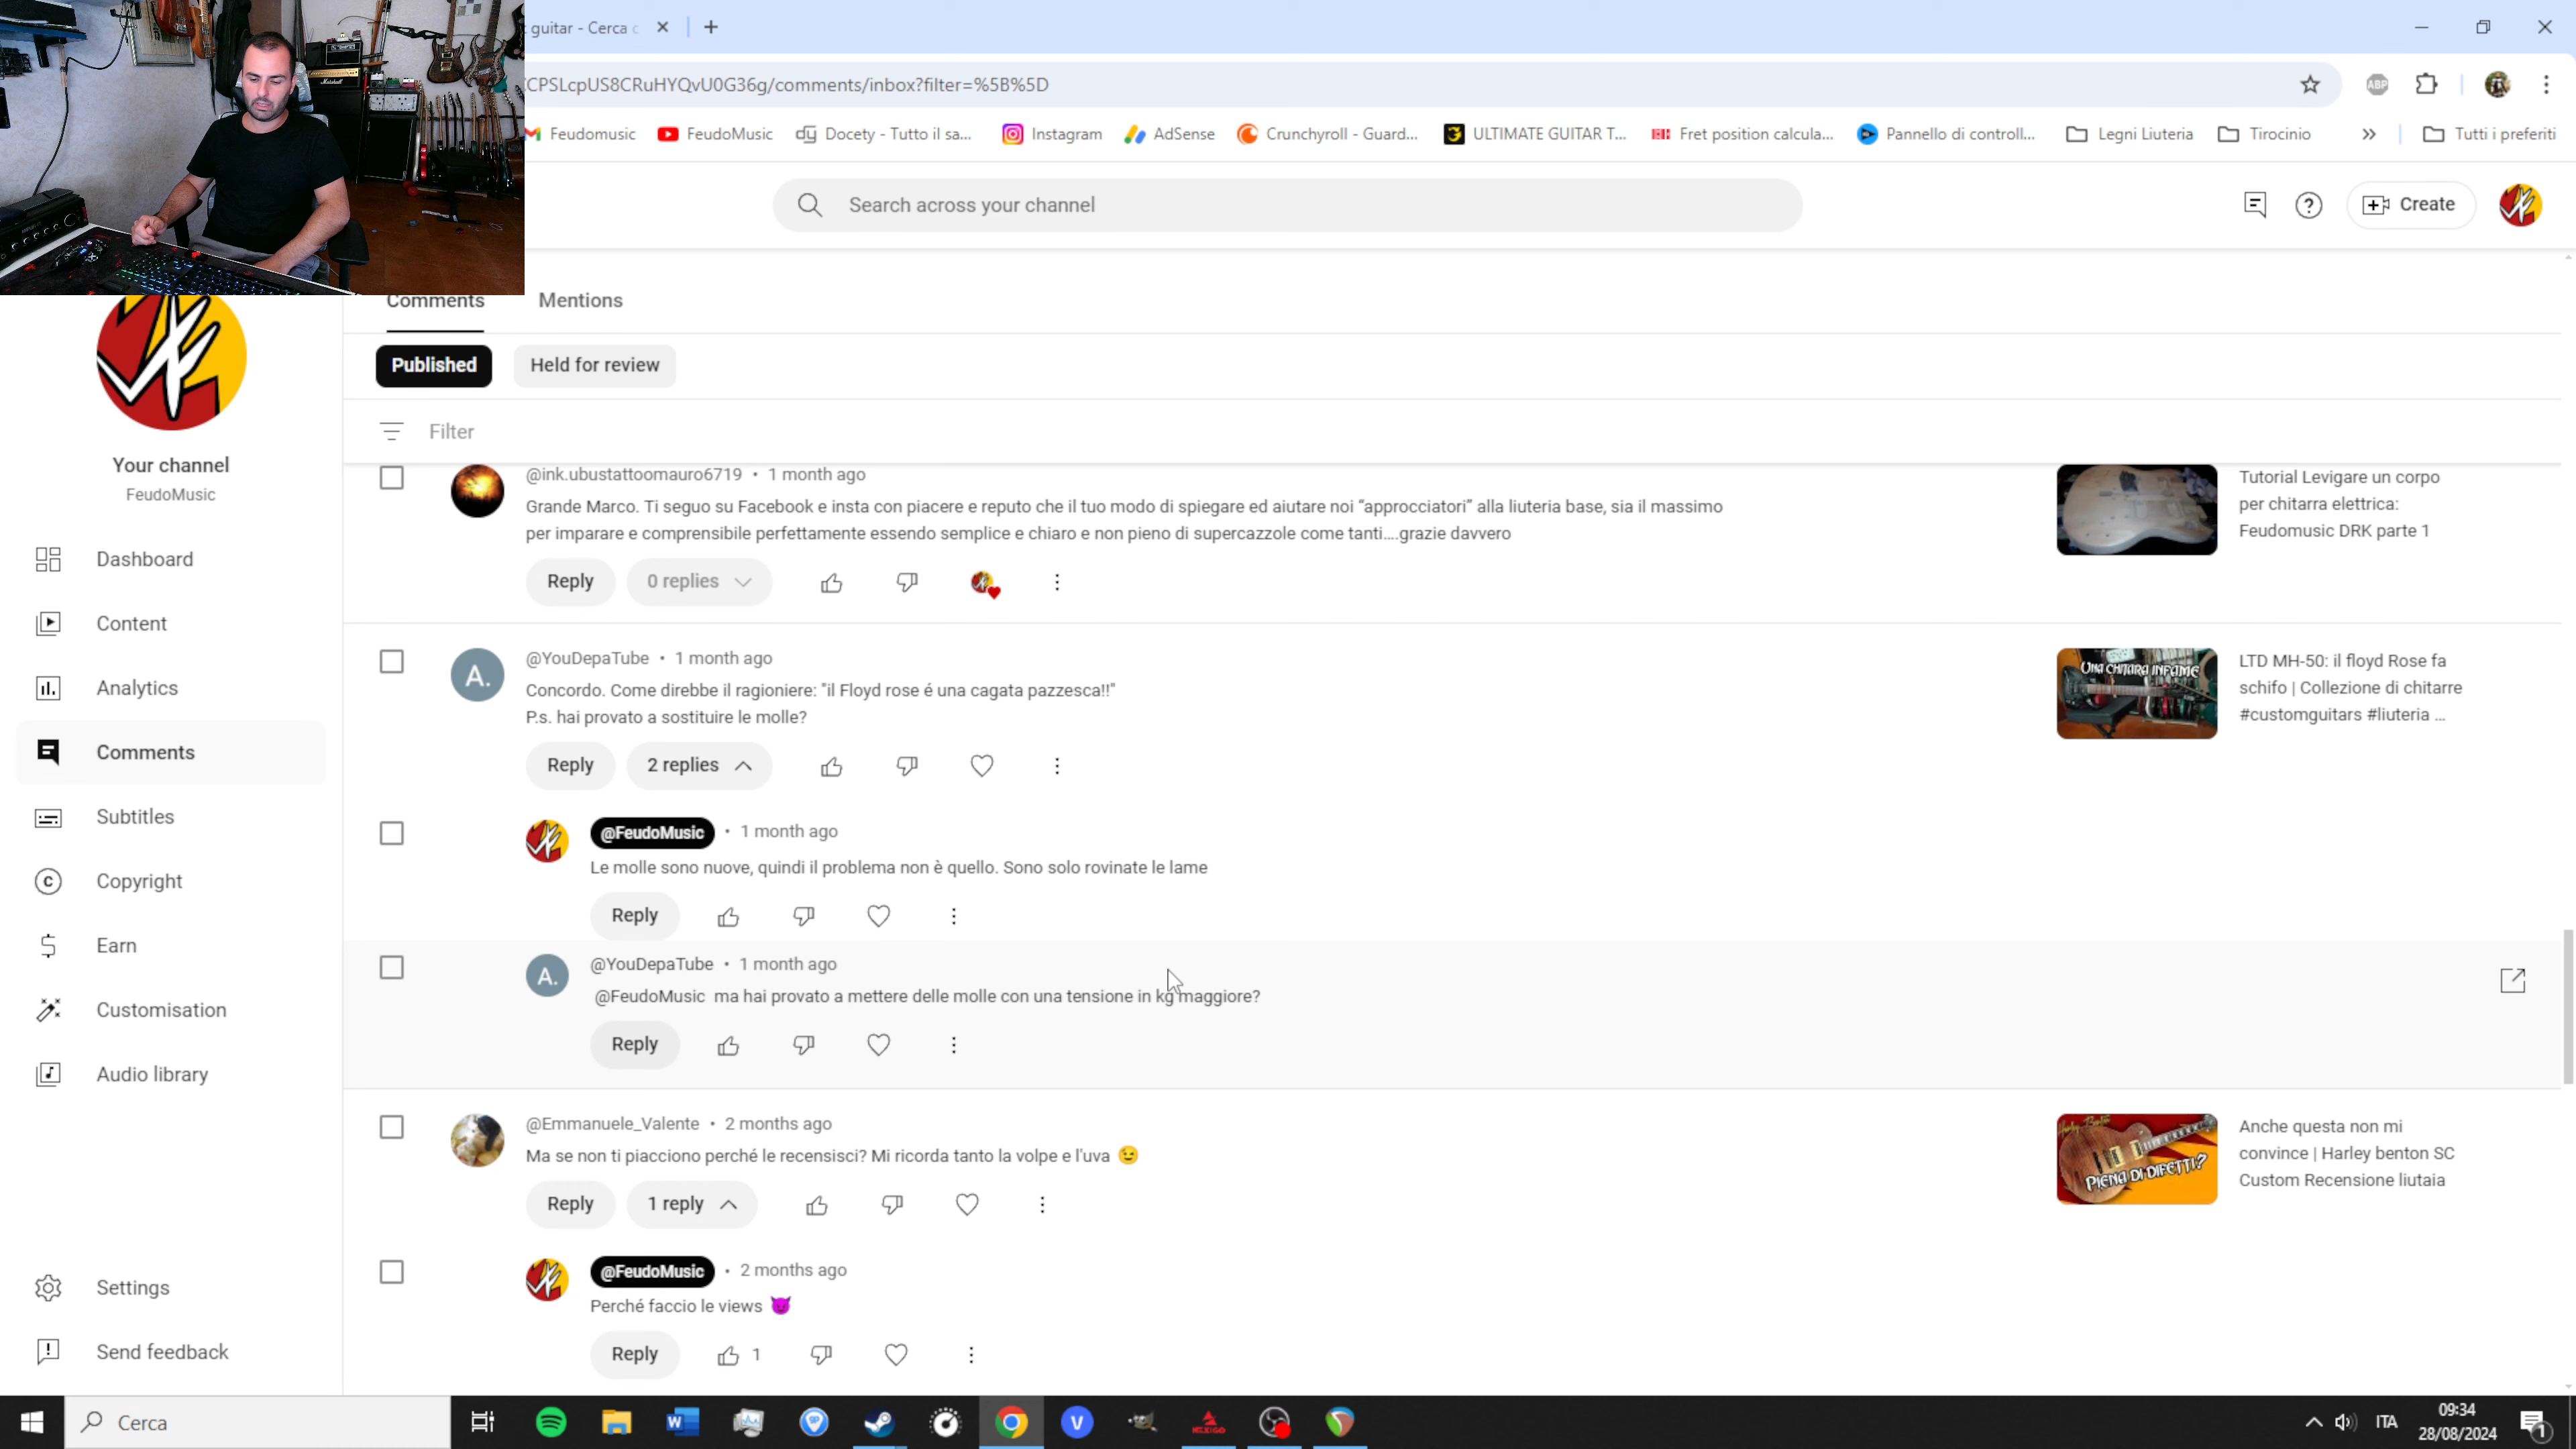 guitar - Cerca c
CPSLcpUS8CRuHYQvU0G36g/comments/inbox?filter=%5B%5D
ABP
Feudomusic
FeudoMusic
Docety - Tutto il sa...
Instagram
AdSense
Crunchyroll - Guard...
ULTIMATE GUITAR T...
Fret position calcula...
Pannello di controll...
Legni Liuteria
Tirocinio
Tutti i preferiti
Search across your channel
Create
Comments
Mentions
Published
Held for review
Filter
Your channel
FeudoMusic
Dashboard
Content
Analytics
Comments
Subtitles
Copyright
Earn
Customisation
Audio library
Settings
Send feedback
@ink.ubustattoomauro6719 • 1 month ago
Grande Marco. Ti seguo su Facebook e insta con piacere e reputo che il tuo modo di spiegare ed aiutare noi "approcciatori" alla liuteria base, sia il massimo
per imparare e comprensibile perfettamente essendo semplice e chiaro e non pieno di supercazzole come tanti....grazie davvero
Reply
0 replies
Tutorial Levigare un corpo
per chitarra elettrica:
Feudomusic DRK parte 1
A.
@YouDepaTube • 1 month ago
Concordo. Come direbbe il ragioniere: "il Floyd rose é una cagata pazzesca!!"
P.s. hai provato a sostituire le molle?
Reply
2 replies
UNA CHITARRA INFAME
LTD MH-50: il floyd Rose fa
schifo | Collezione di chitarre
#customguitars #liuteria ...
@FeudoMusic • 1 month ago
Le molle sono nuove, quindi il problema non è quello. Sono solo rovinate le lame
Reply
A.
@YouDepaTube • 1 month ago
@FeudoMusic ma hai provato a mettere delle molle con una tensione in kg maggiore?
Reply
@Emmanuele_Valente • 2 months ago
Ma se non ti piacciono perché le recensisci? Mi ricorda tanto la volpe e l'uva 😉
Reply
1 reply
PIENA DI DIFETTI?
Anche questa non mi
convince | Harley benton SC
Custom Recensione liutaia
@FeudoMusic • 2 months ago
Perché faccio le views 😈
Reply
1
Cerca
ITA
09:34
28/08/2024
1